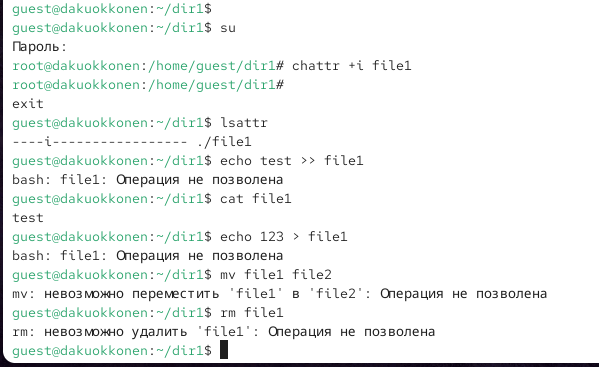 guest@dakuokkonen:~/dir1$
guest@dakuokkonen:~/dir1$ su
Пароль:
root@dakuokkonen:/home/guest/dir1# chattr +i file1
root@dakuokkonen:/home/guest/dir1#
exit
guest@dakuokkonen:~/dir1$ lsattr
----i----------------- ./file1
guest@dakuokkonen:~/dir1$ echo test >> file1
bash: file1: Операция не позволена
guest@dakuokkonen:~/dir1$ cat file1
test
guest@dakuokkonen:~/dir1$ echo 123 > file1
bash: file1: Операция не позволена
guest@dakuokkonen:~/dir1$ mv file1 file2
mv: невозможно переместить 'file1' в 'file2': Операция не позволена
guest@dakuokkonen:~/dir1$ rm file1
rm: невозможно удалить 'file1': Операция не позволена
guest@dakuokkonen:~/dir1$